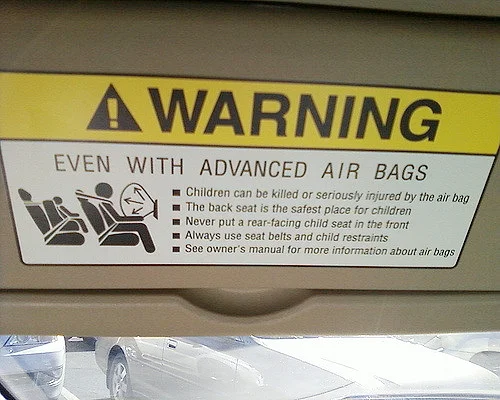 WARNING
EVEN WITH ADVANCED AIR BAGS
Children can be killed or seriously injured by the air bag
The back seat is the safest place for children
Never put a rear-facing child seat in the front
Always use seat belts and child restraints
See owner's manual for more information about air bags